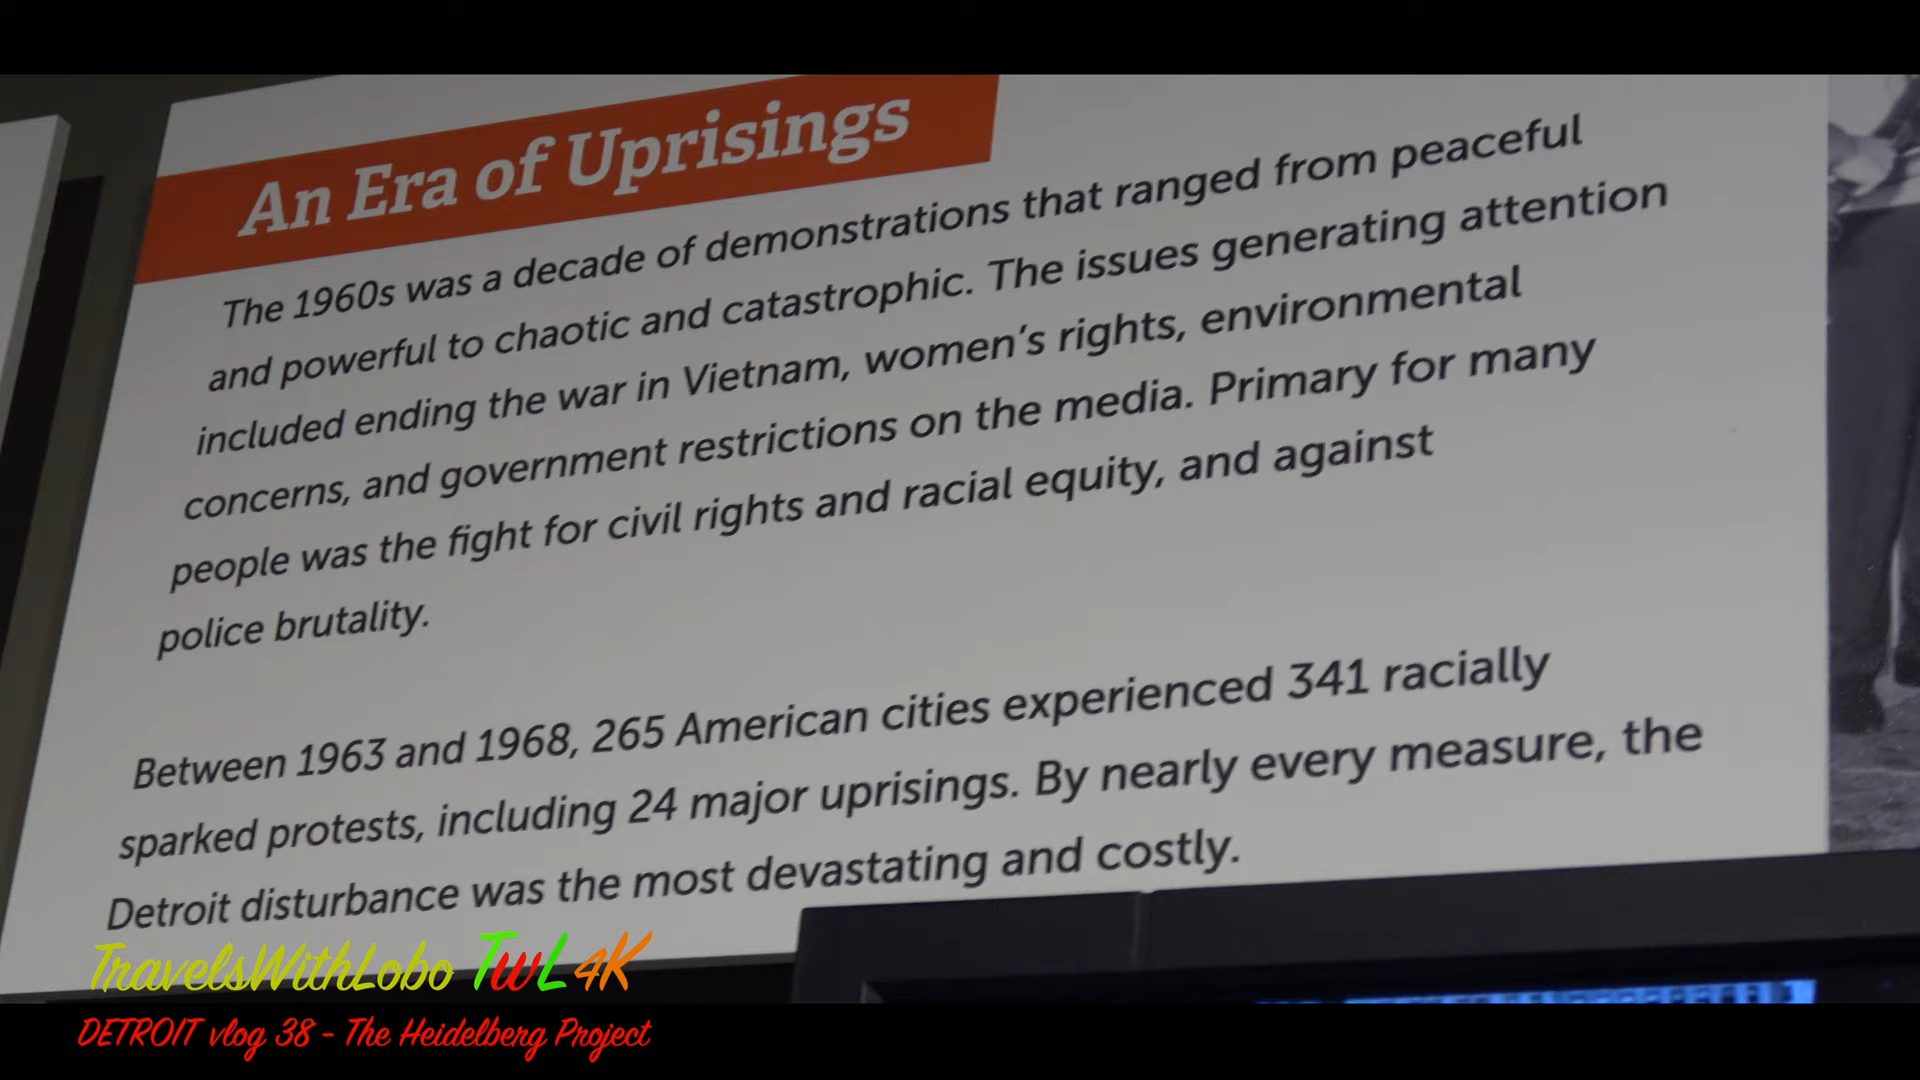 An Era of Uprisings
The 1960s was a decade of demonstrations that ranged from peaceful
and powerful to chaotic and catastrophic. The issues generating attention
included ending the war in Vietnam, women's rights, environmental
concerns, and government restrictions on the media. Primary for many
people was the fight for civil rights and racial equity, and against
police brutality.
Between 1963 and 1968, 265 American cities experienced 341 racially
sparked protests, including 24 major uprisings. By nearly every measure, the
Detroit disturbance was the most devastating and costly.
TravelsWithLobo TWL 4K
DETROIT vlog 38 - The Heidelberg Project